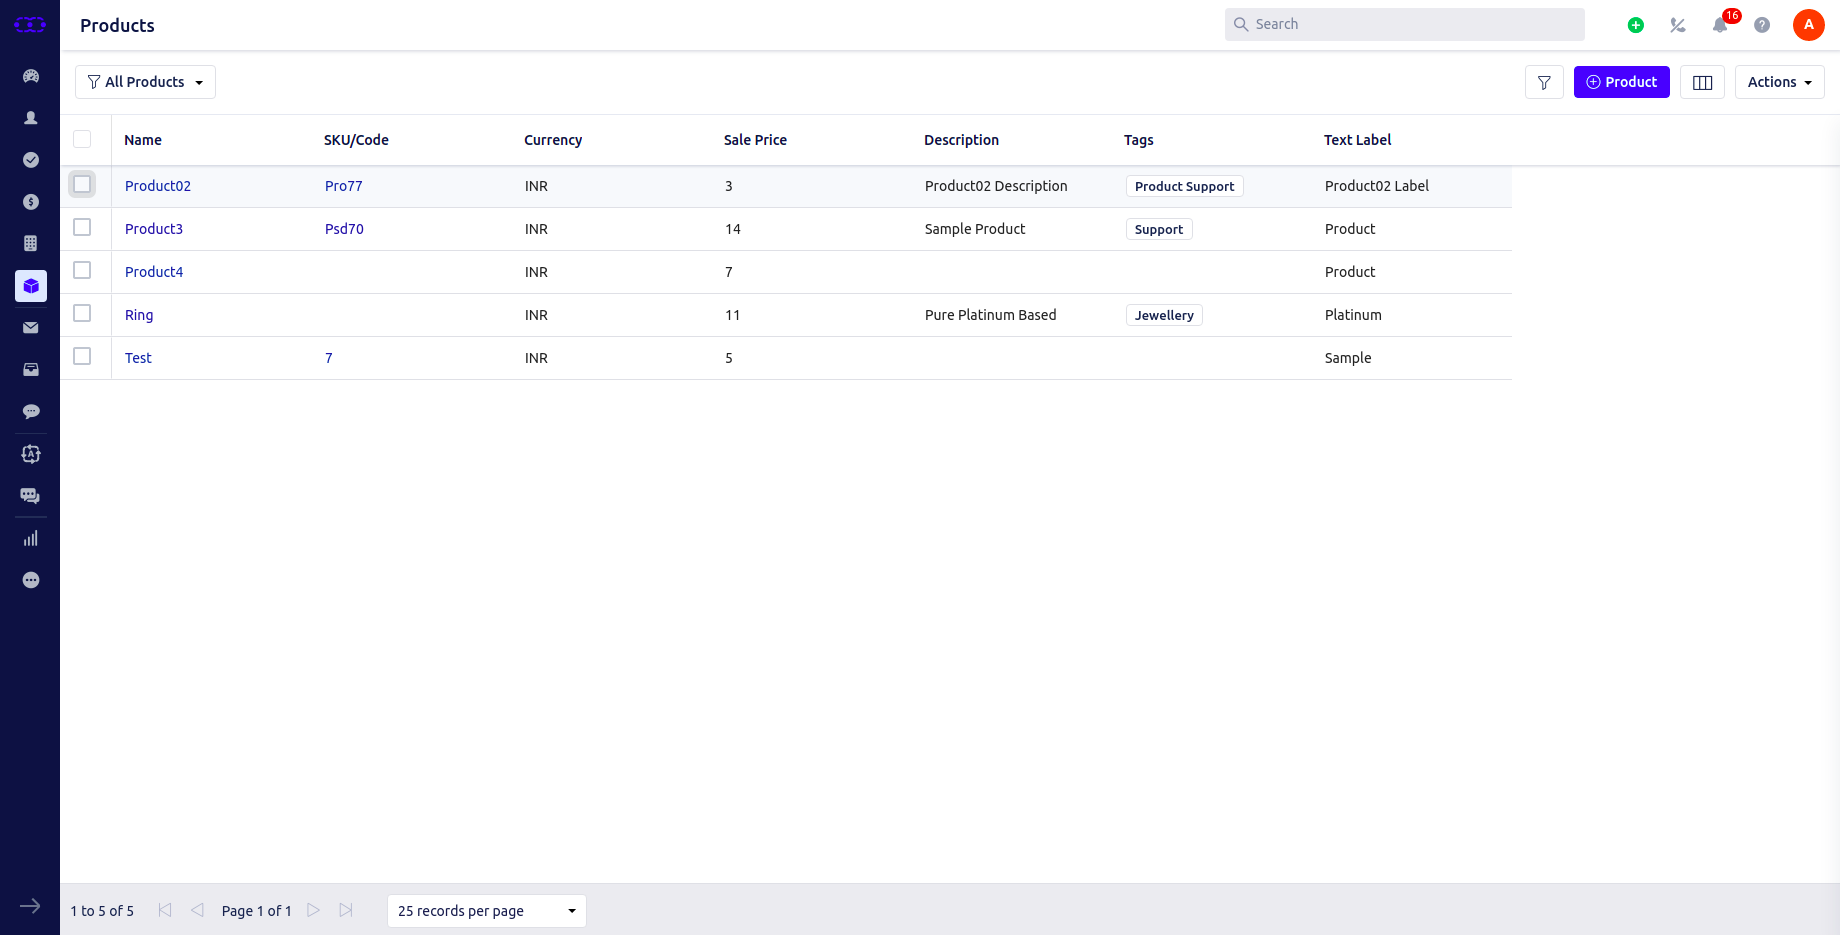 Products
Search
16
A
All Products
Product
Actions
Name SKU/Code Currency Sale Price Description Tags Text Label
Product02 Pro77 INR 3 Product02 Description Product Support Product02 Label
Product3 Psd70 INR 14 Sample Product Support Product
Product4 INR 7 Product
Ring INR 11 Pure Platinum Based Jewellery Platinum
Test 7 INR 5 Sample
1 to 5 of 5 Page 1 of 1 25 records per page